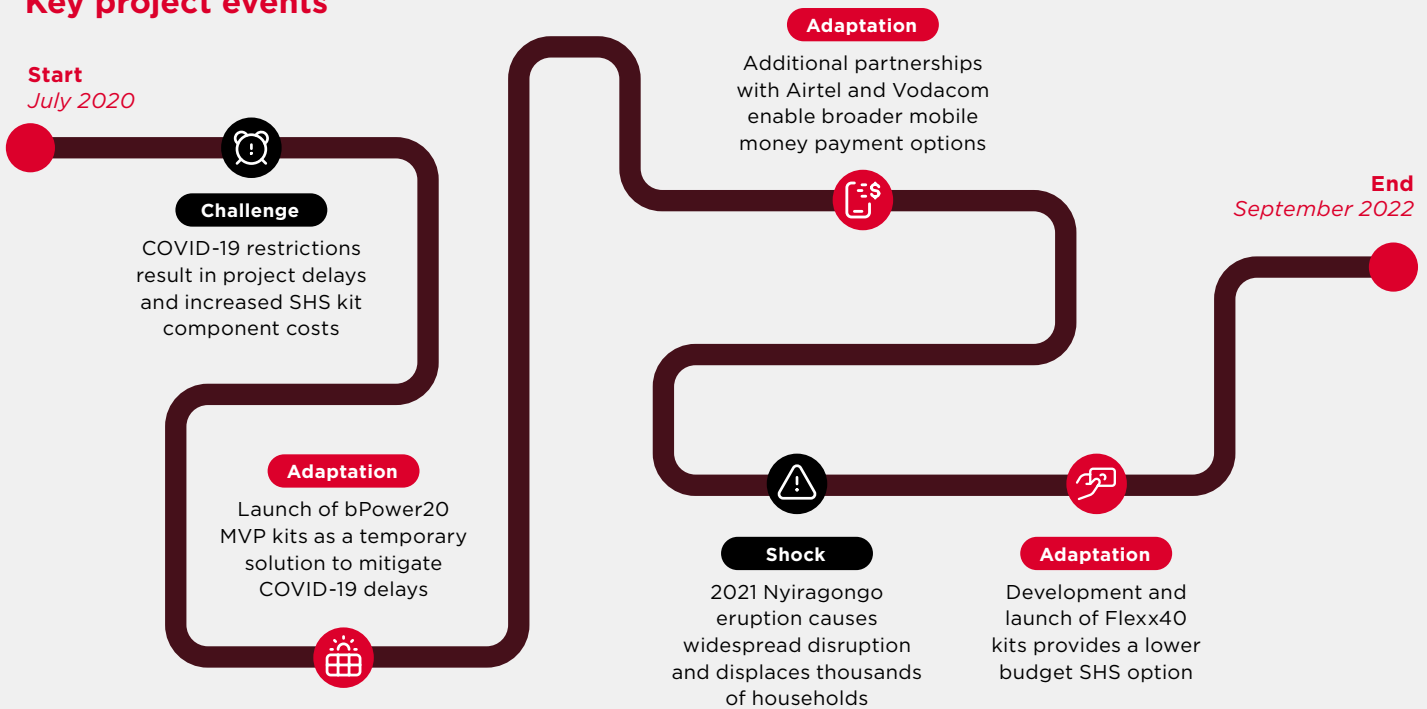 Key project events
Start
July 2020
Challenge
COVID-19 restrictions
result in project delays
and increased SHS kit
component costs
Adaptation
Launch of bPower20
MVP kits as a temporary
solution to mitigate
COVID-19 delays
Adaptation
Additional partnerships
with Airtel and Vodacom
enable broader mobile
money payment options
Shock
2021 Nyiragongo
eruption causes
widespread disruption
and displaces thousands
of households
Adaptation
Development and
launch of Flexx40
kits provides a lower
budget SHS option
End
September 2022